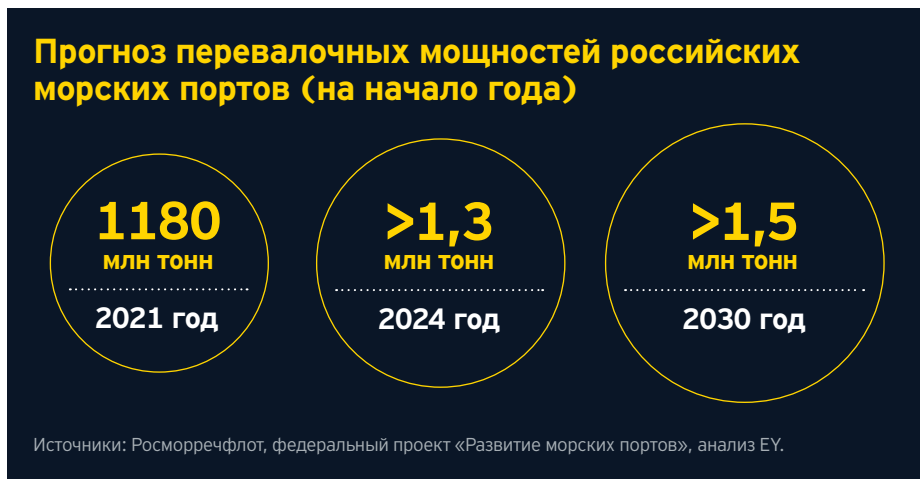 Прогноз перевалочных мощностей российских
морских портов (на начало года)
1180
млн тонн
2021 год
>1,3
млн тонн
2024 год
>1,5
млн тонн
2030 год
Источники: Росморречфлот, федеральный проект «Развитие морских портов», анализ EY.